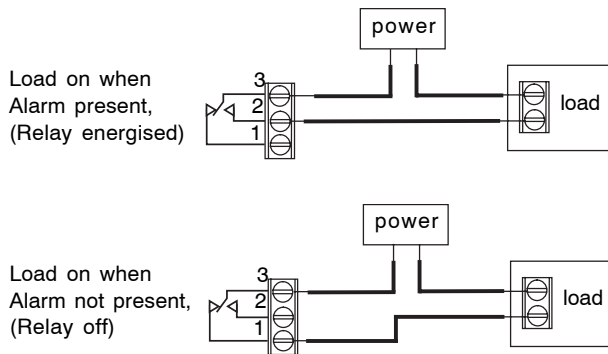 power
Load on when
Alarm present,
(Relay energised)
3
2
1
load
power
Load on when
Alarm not present,
(Relay off)
3
2
1
load